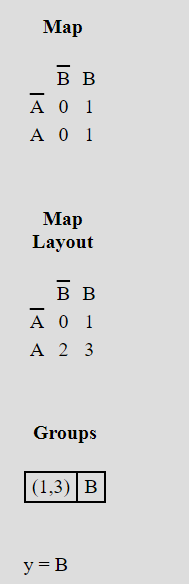 Map
B̅ B
A̅ 0 1
A 0 1
Map
Layout
B̅ B
A̅ 0 1
A 2 3
Groups
(1,3) B
y = B